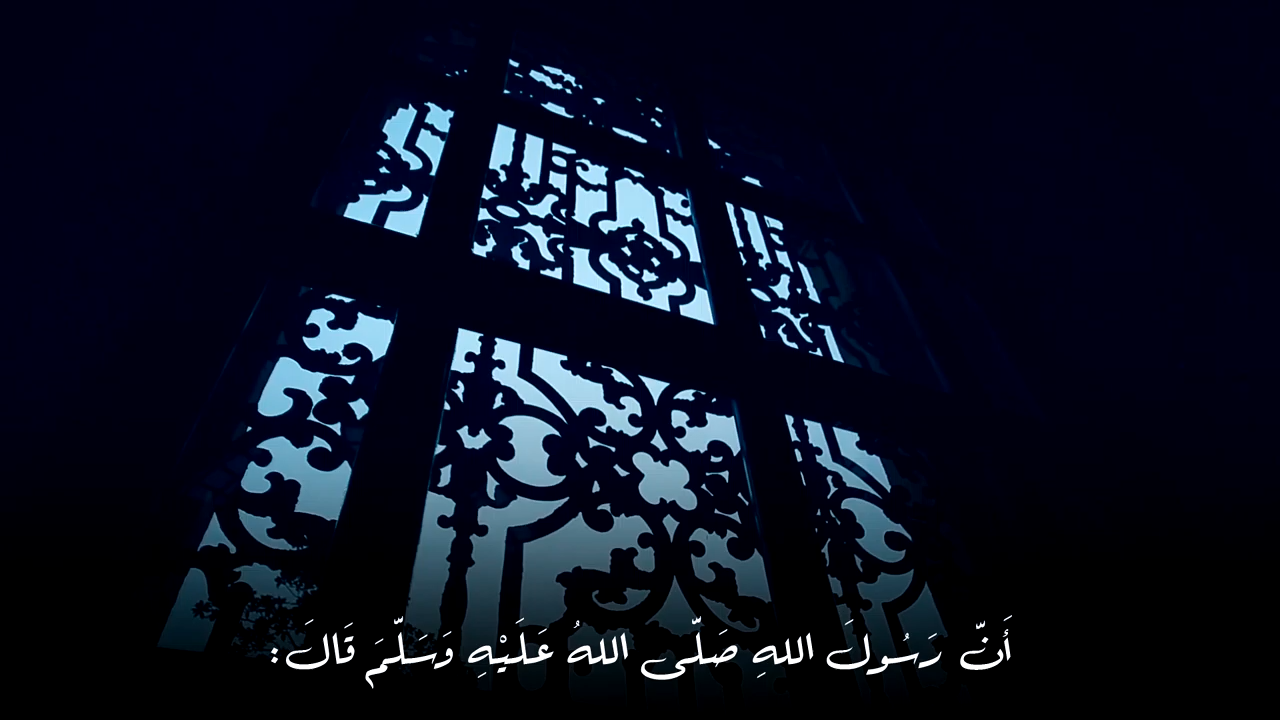 أَنّ رَسُولَ اللهِ صَلّى اللهُ عَلَيْهِ وَسَلّمَ قَالَ: